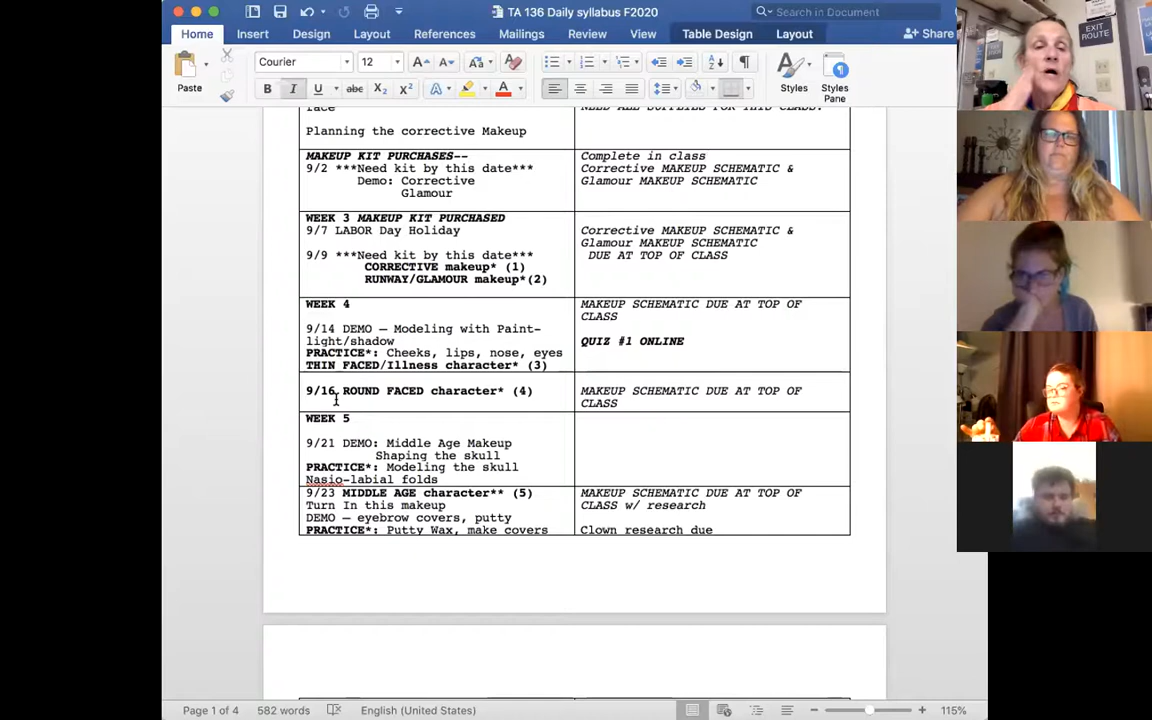 TA 136 Daily syllabus F2020
Search in Document
Home
Insert
Design
Layout
References
Mailings
Review
View
Table Design
Layout
Share
Paste
Courier
12
Styles
Styles
Pane
EXIT
ROUTE
Planning the corrective Makeup
NEED ALL SUPPLIES FOR THIS CLASS.
MAKEUP KIT PURCHASES--
9/2 ***Need kit by this date***
Demo: Corrective
Glamour
Complete in class
Corrective MAKEUP SCHEMATIC &
Glamour MAKEUP SCHEMATIC
WEEK 3 MAKEUP KIT PURCHASED
9/7 LABOR Day Holiday
9/9 ***Need kit by this date***
CORRECTIVE makeup* (1)
RUNWAY/GLAMOUR makeup*(2)
Corrective MAKEUP SCHEMATIC &
Glamour MAKEUP SCHEMATIC
DUE AT TOP OF CLASS
WEEK 4
9/14 DEMO – Modeling with Paint-
light/shadow
PRACTICE*: Cheeks, lips, nose, eyes
THIN FACED/Illness character* (3)
MAKEUP SCHEMATIC DUE AT TOP OF
CLASS
QUIZ #1 ONLINE
9/16 ROUND FACED character* (4)
MAKEUP SCHEMATIC DUE AT TOP OF
CLASS
WEEK 5
9/21 DEMO: Middle Age Makeup
Shaping the skull
PRACTICE*: Modeling the skull
Nasio-labial folds
9/23 MIDDLE AGE character** (5)
Turn In this makeup
DEMO – eyebrow covers, putty
PRACTICE*: Putty Wax, make covers
MAKEUP SCHEMATIC DUE AT TOP OF
CLASS w/ research
Clown research due
Page 1 of 4
582 words
English (United States)
115%